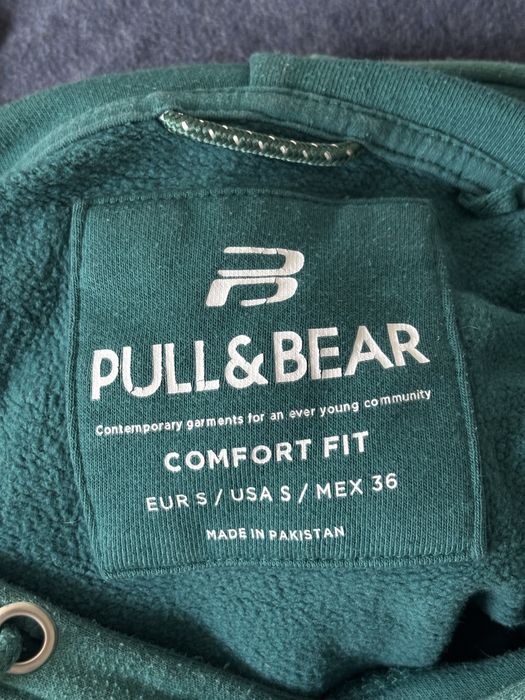 PULL&BEAR
Contemporary garments for an ever young community
COMFORT FIT
EUR S / USA S / MEX 36
MADE IN PAKISTAN